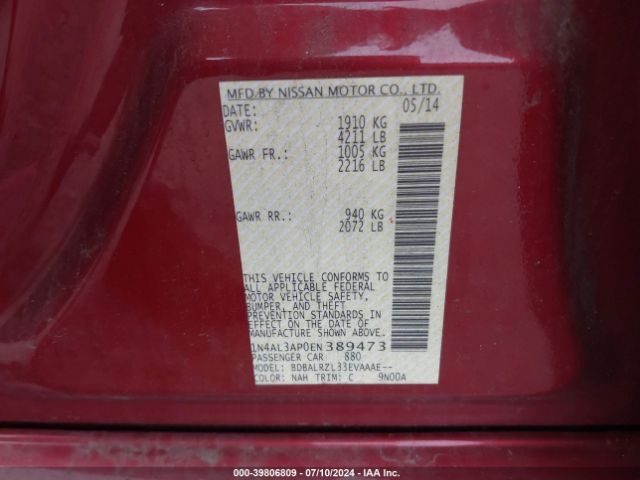 MFD.BY NISSAN MOTOR CO., LTD.
DATE: 05/14
GVWR: 1910 KG
4211 LB
GAWR FR.: 1005 KG
2216 LB
GAWR RR.: 940 KG
2072 LB
THIS VEHICLE CONFORMS TO
ALL APPLICABLE FEDERAL
MOTOR VEHICLE SAFETY,
BUMPER, AND THEFT
PREVENTION STANDARDS IN
EFFECT ON THE DATE OF
MANUFACTURE SHOWN ABOVE.
1N4AL3AP0EN389473
PASSENGER CAR 880
MODEL: BDBALRZL33EVAAAE--
COLOR: NAH TRIM: C 9N00A
000-39806809 - 07/10/2024 - IAA Inc.